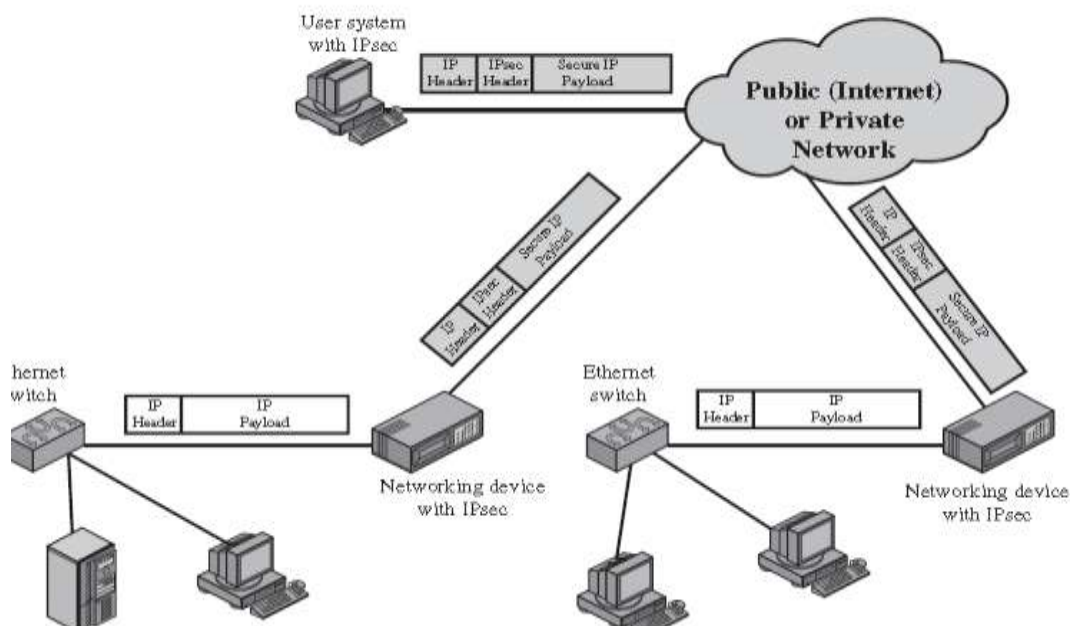 User system
with IPsec
IP
Header
IPsec
Header
Secure IP
Payload
Public (Internet)
or Private
Network
IP
Header
IPsec
Header
Secure IP
Payload
IP
Header
IPsec
Header
Secure IP
Payload
hernet
witch
IP
Header
IP
Payload
Networking device
with IPsec
Ethernet
switch
IP
Header
IP
Payload
Networking device
with IPsec